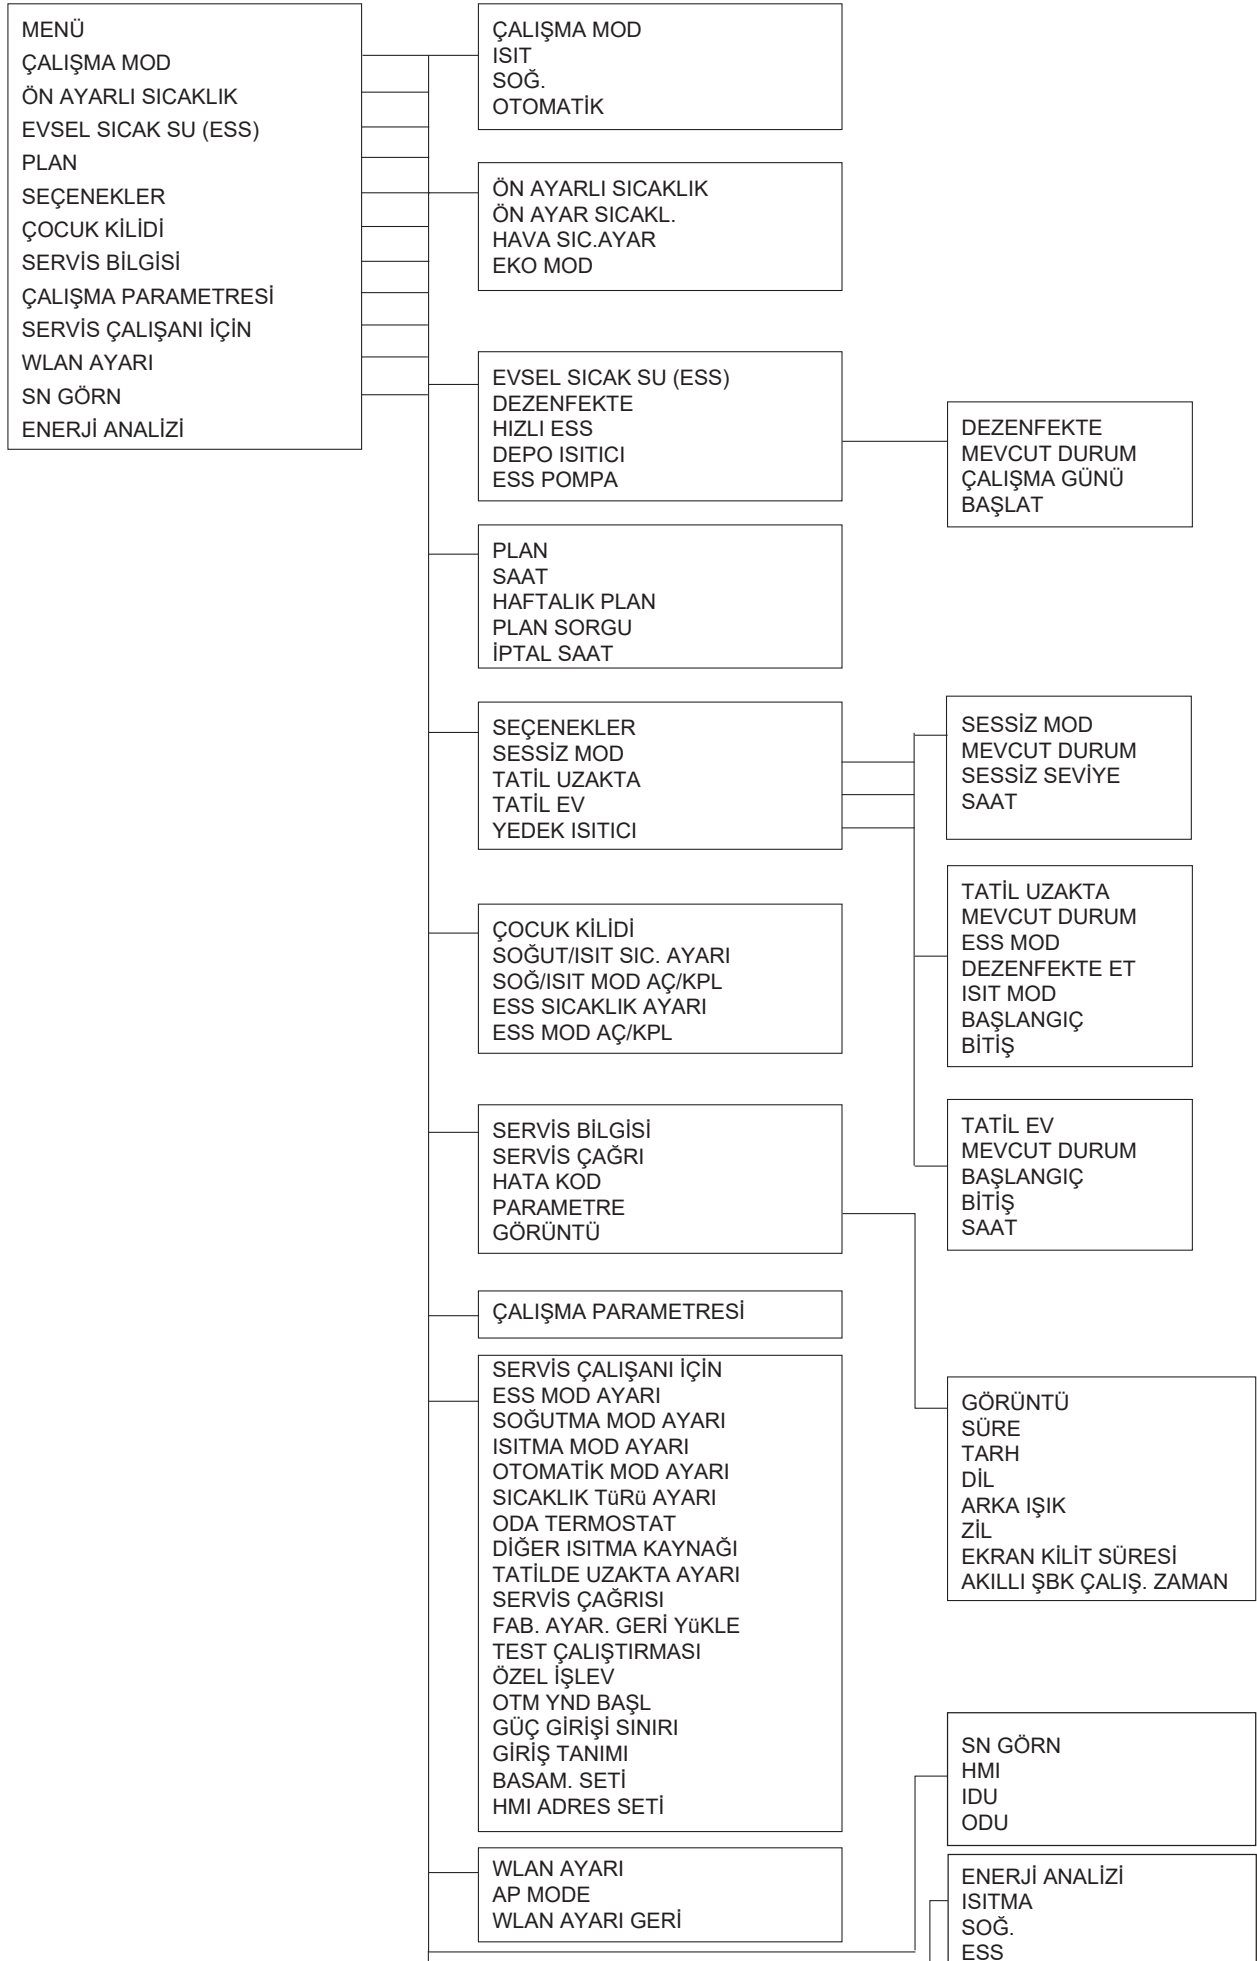 MENÜ
ÇALIŞMA MOD
ÖN AYARLI SICAKLIK
EVSEL SICAK SU (ESS)
PLAN
SEÇENEKLER
ÇOCUK KİLİDİ
SERVİS BİLGİSİ
ÇALIŞMA PARAMETRESİ
SERVİS ÇALIŞANI İÇİN
WLAN AYARI
SN GÖRN
ENERJİ ANALİZİ
ÇALIŞMA MOD
ISIT
SOĞ.
OTOMATİK
ÖN AYARLI SICAKLIK
ÖN AYAR SICAKL.
HAVA SIC.AYAR
EKO MOD
EVSEL SICAK SU (ESS)
DEZENFEKTE
HIZLI ESS
DEPO ISITICI
ESS POMPA
DEZENFEKTE
MEVCUT DURUM
ÇALIŞMA GÜNÜ
BAŞLAT
PLAN
SAAT
HAFTALIK PLAN
PLAN SORGU
İPTAL SAAT
SEÇENEKLER
SESSİZ MOD
TATİL UZAKTA
TATİL EV
YEDEK ISITICI
SESSİZ MOD
MEVCUT DURUM
SESSİZ SEVİYE
SAAT
TATİL UZAKTA
MEVCUT DURUM
ESS MOD
DEZENFEKTE ET
ISIT MOD
BAŞLANGIÇ
BİTİŞ
ÇOCUK KİLİDİ
SOĞUT/ISIT SIC. AYARI
SOĞ/ISIT MOD AÇ/KPL
ESS SICAKLIK AYARI
ESS MOD AÇ/KPL
TATİL EV
MEVCUT DURUM
BAŞLANGIÇ
BİTİŞ
SAAT
SERVİS BİLGİSİ
SERVİS ÇAĞRI
HATA KOD
PARAMETRE
GÖRÜNTÜ
ÇALIŞMA PARAMETRESİ
SERVİS ÇALIŞANI İÇİN
ESS MOD AYARI
SOĞUTMA MOD AYARI
ISITMA MOD AYARI
OTOMATİK MOD AYARI
SICAKLIK TüRü AYARI
ODA TERMOSTAT
DİĞER ISITMA KAYNAĞI
TATİLDE UZAKTA AYARI
SERVİS ÇAĞRISI
FAB. AYAR. GERİ YüKLE
TEST ÇALIŞTIRMASI
ÖZEL İŞLEV
OTM YND BAŞL
GÜÇ GİRİŞİ SINIRI
GİRİŞ TANIMI
BASAM. SETİ
HMI ADRES SETİ
GÖRÜNTÜ
SÜRE
TARH
DİL
ARKA IŞIK
ZİL
EKRAN KİLİT SÜRESİ
AKILLI ŞBK ÇALIŞ. ZAMAN
SN GÖRN
HMI
IDU
ODU
WLAN AYARI
AP MODE
WLAN AYARI GERİ
ENERJİ ANALİZİ
ISITMA
SOĞ.
ESS